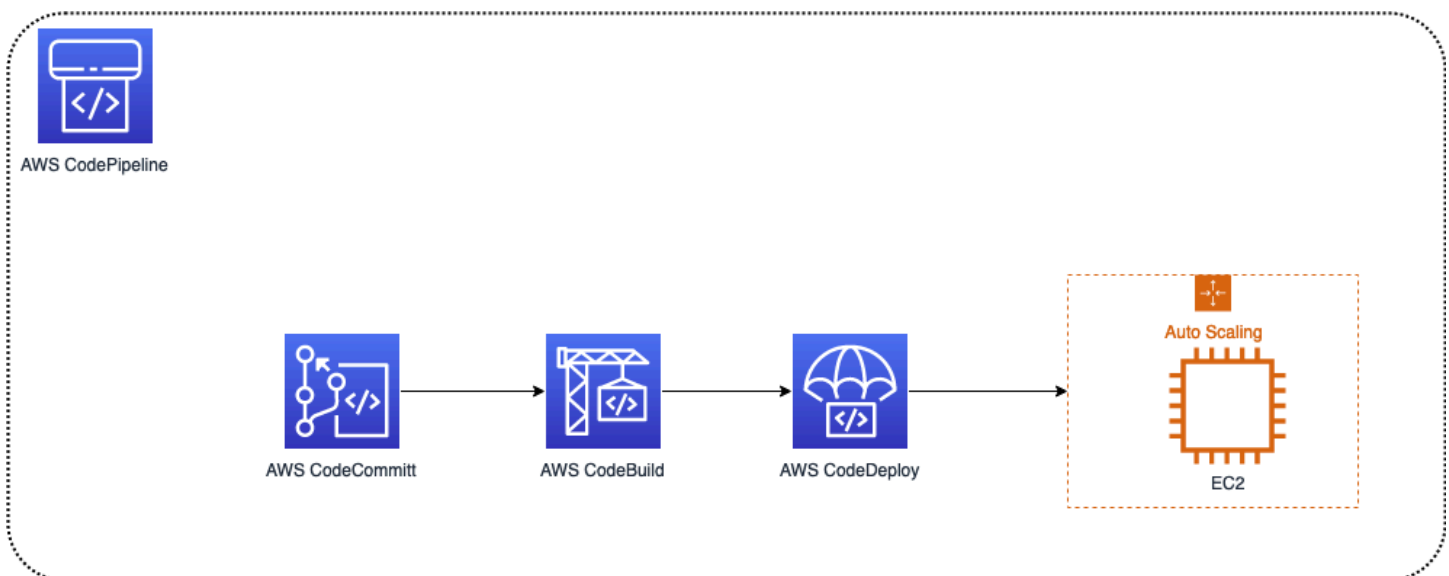 AWS CodePipeline
Auto Scaling
AWS CodeCommitt
AWS CodeBuild
AWS CodeDeploy
EC2